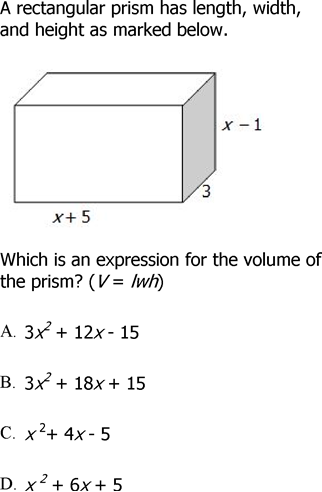 A rectangular prism has length, width,
and height as marked below.
x − 1
3
x + 5
Which is an expression for the volume of
the prism? (V = lwh)
A. 3x² + 12x - 15
B. 3x² + 18x + 15
C. x² + 4x - 5
D. x² + 6x + 5